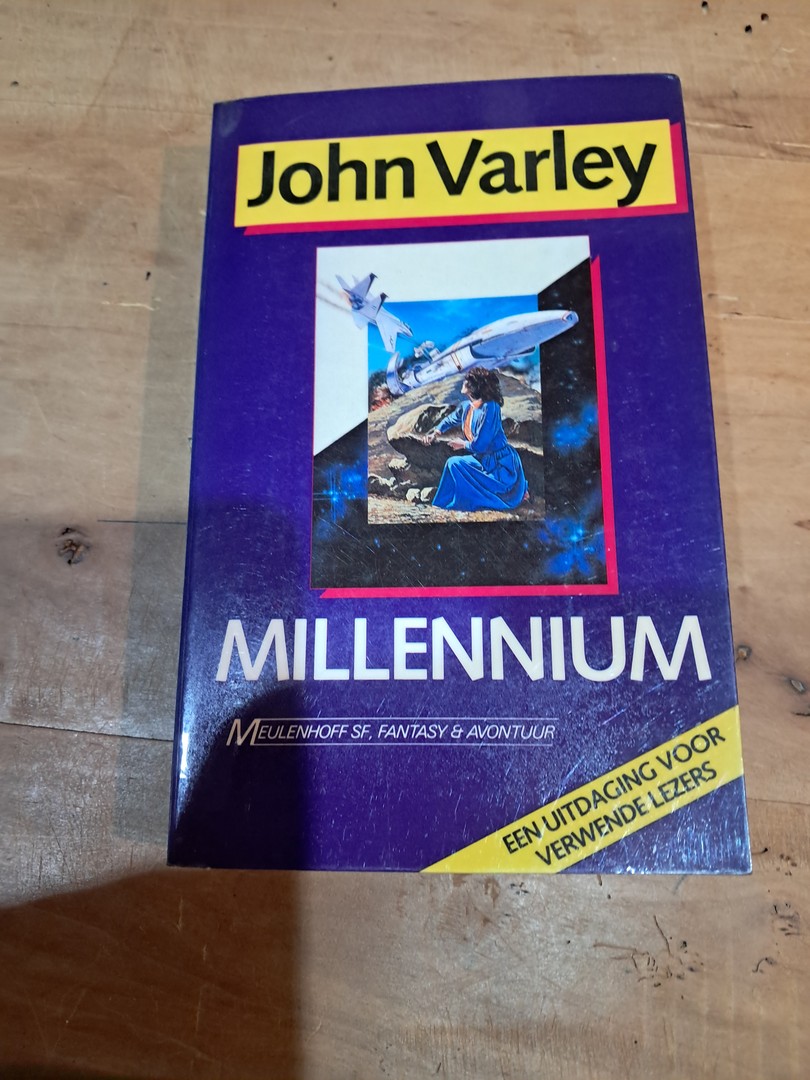 John Varley
MILLENNIUM
MEULENHOFF SF, FANTASY & AVONTUUR
EEN UITDAGING VOOR
VERWENDE LEZERS